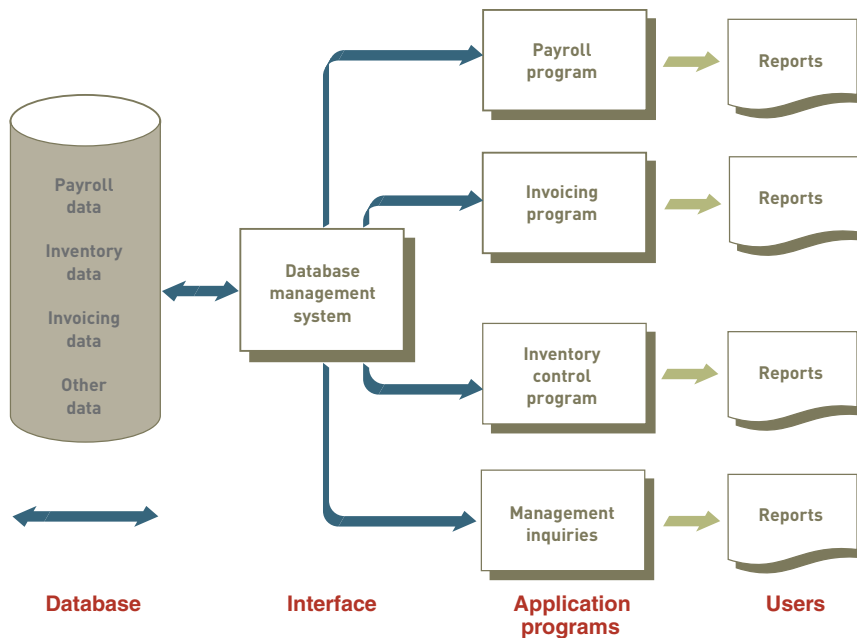 Payroll
data
Inventory
data
Invoicing
data
Other
data
Database
management
system
Payroll
program
Reports
Invoicing
program
Reports
Inventory
control
program
Reports
Management
inquiries
Reports
Database
Interface
Application
programs
Users